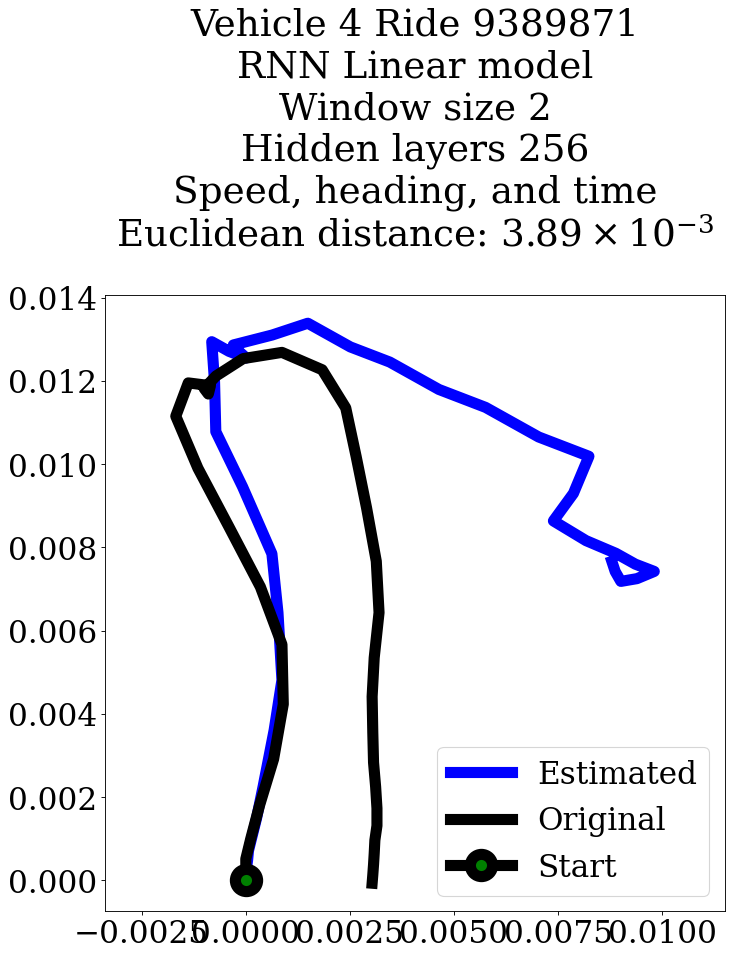 Vehicle 4 Ride 9389871
RNN Linear model
Window size 2
Hidden layers 256
Speed, heading, and time
Euclidean distance: 3.89 × 10⁻³
0.014
0.012
0.010
0.008
0.006
0.004
0.002
0.000
Estimated
Original
Start
−0.0025 0.0000 0.0025 0.0050 0.0075 0.0100